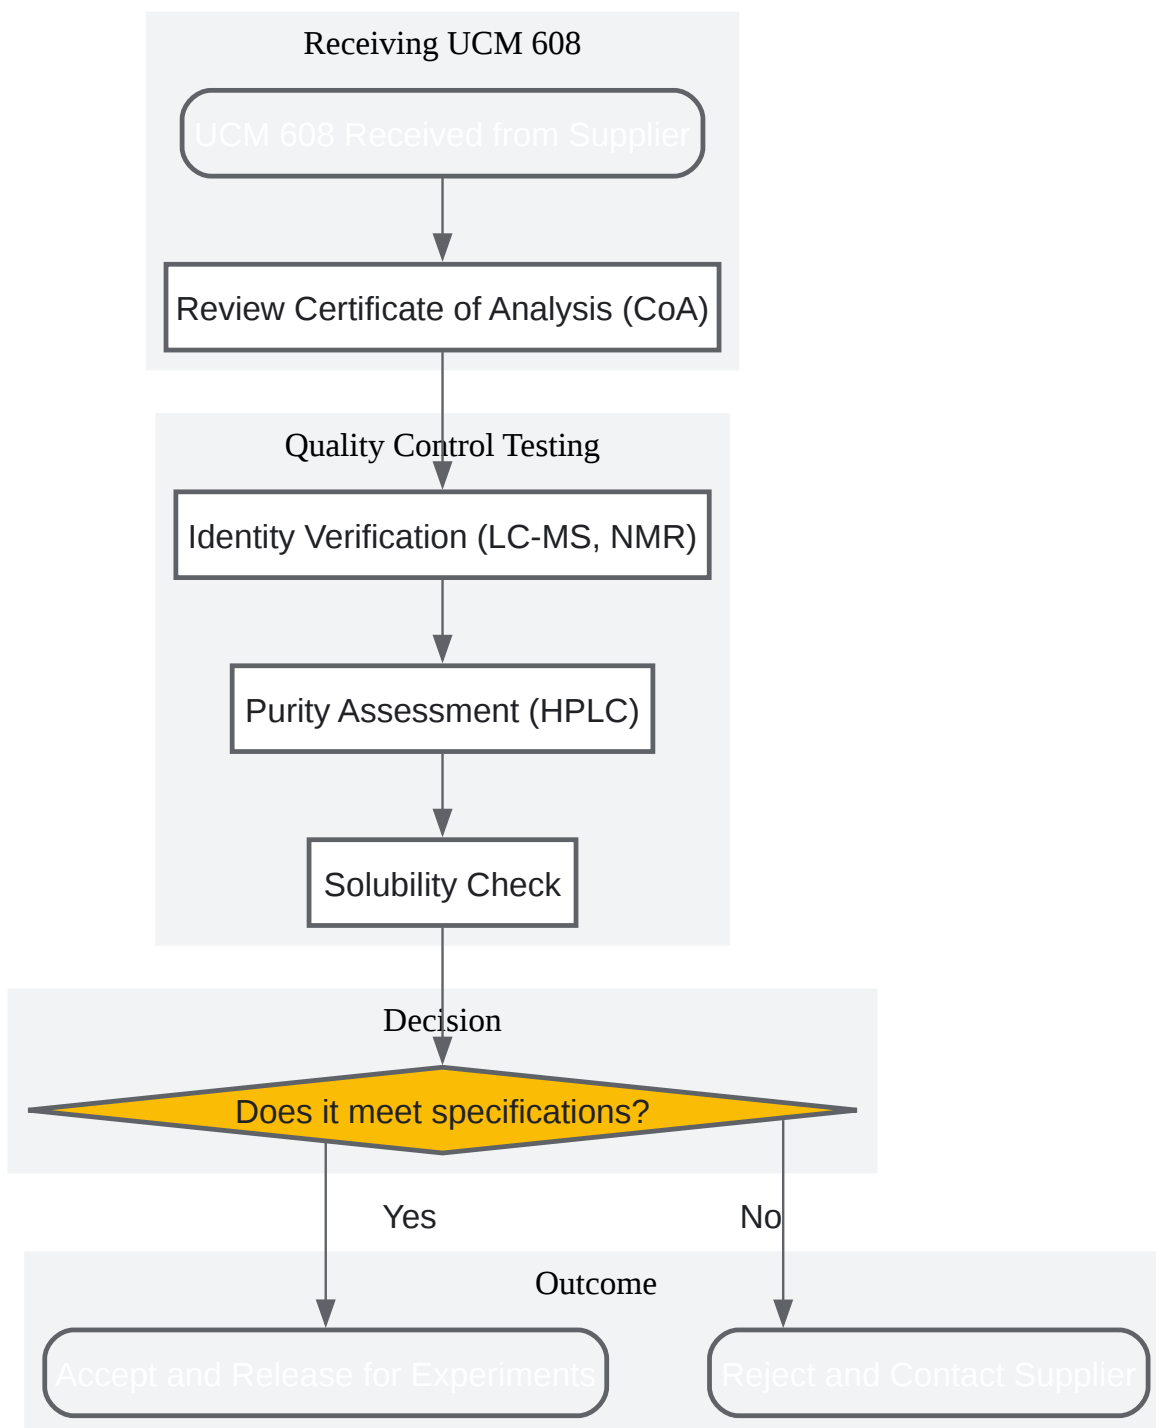 Receiving UCM 608
UCM 608 Received from Supplier
Review Certificate of Analysis (CoA)
Quality Control Testing
Identity Verification (LC-MS, NMR)
Purity Assessment (HPLC)
Solubility Check
Decision
Does it meet specifications?
Yes
No
Outcome
Accept and Release for Experiments
Reject and Contact Supplier